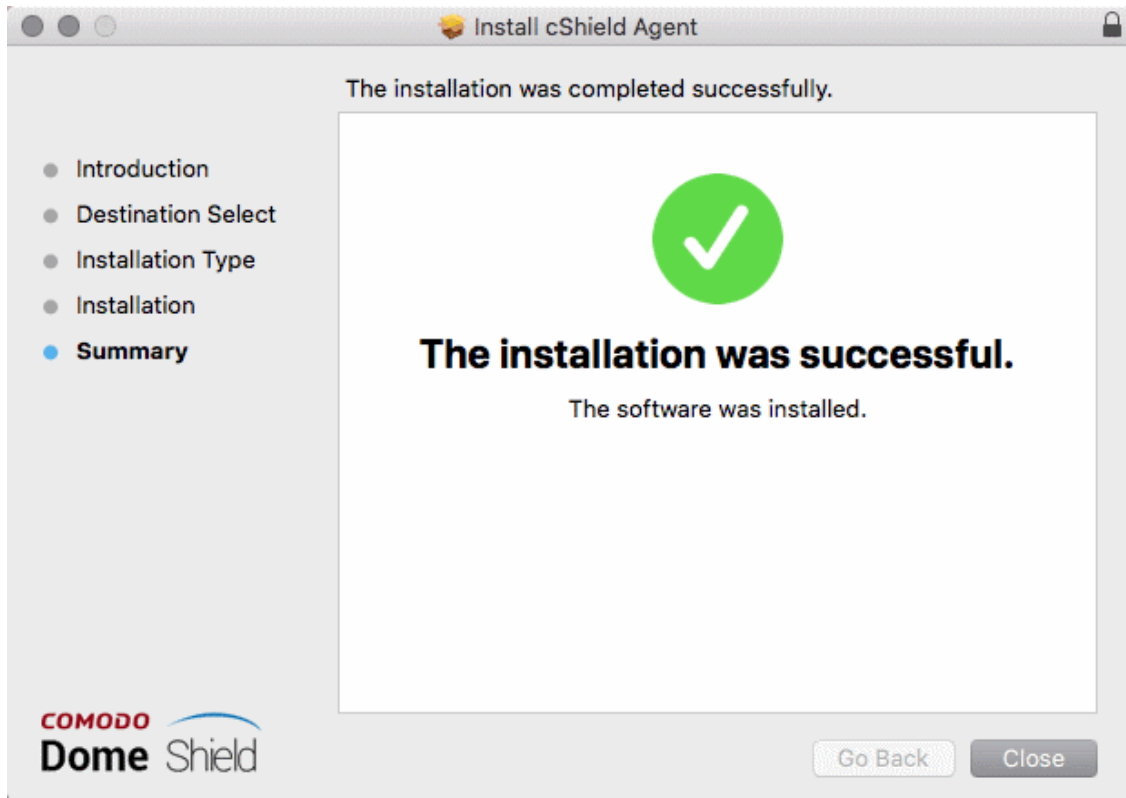 Install cShield Agent
The installation was completed successfully.
Introduction
Destination Select
Installation Type
Installation
Summary
The installation was successful.
The software was installed.
COMODO
Dome Shield
Go Back
Close